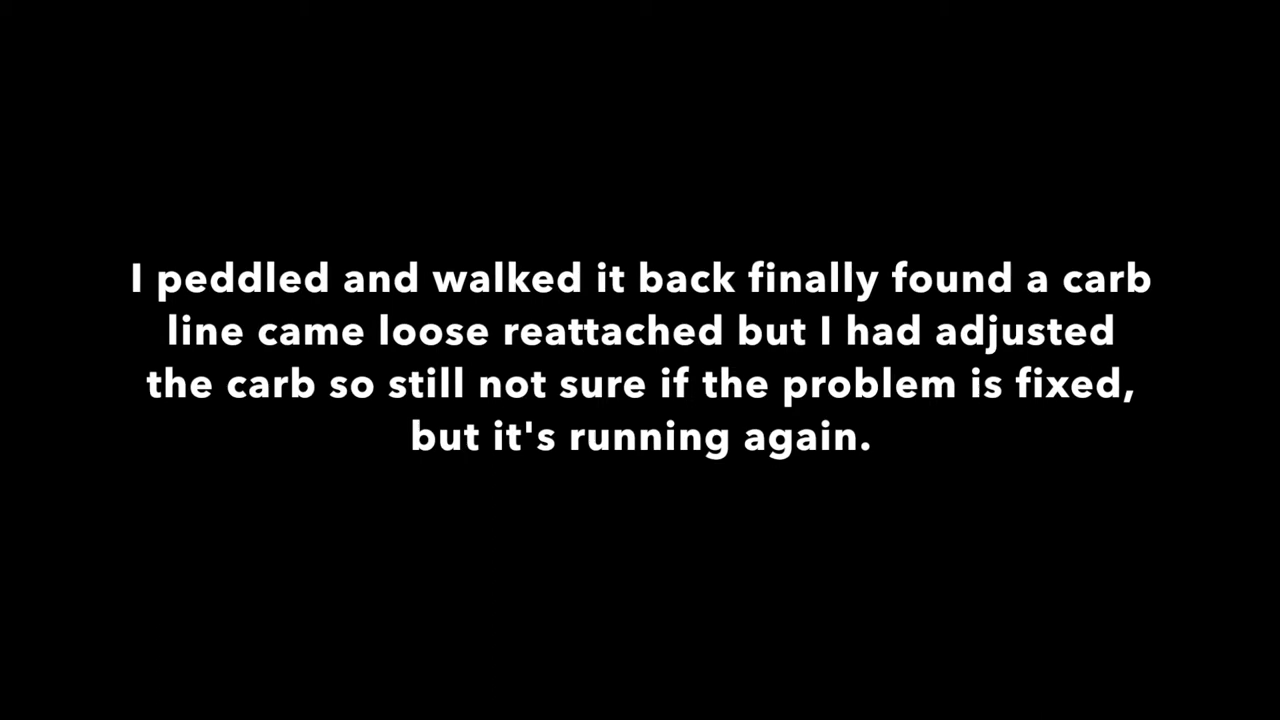 I peddled and walked it back finally found a carb
line came loose reattached but I had adjusted
the carb so still not sure if the problem is fixed,
but it's running again.